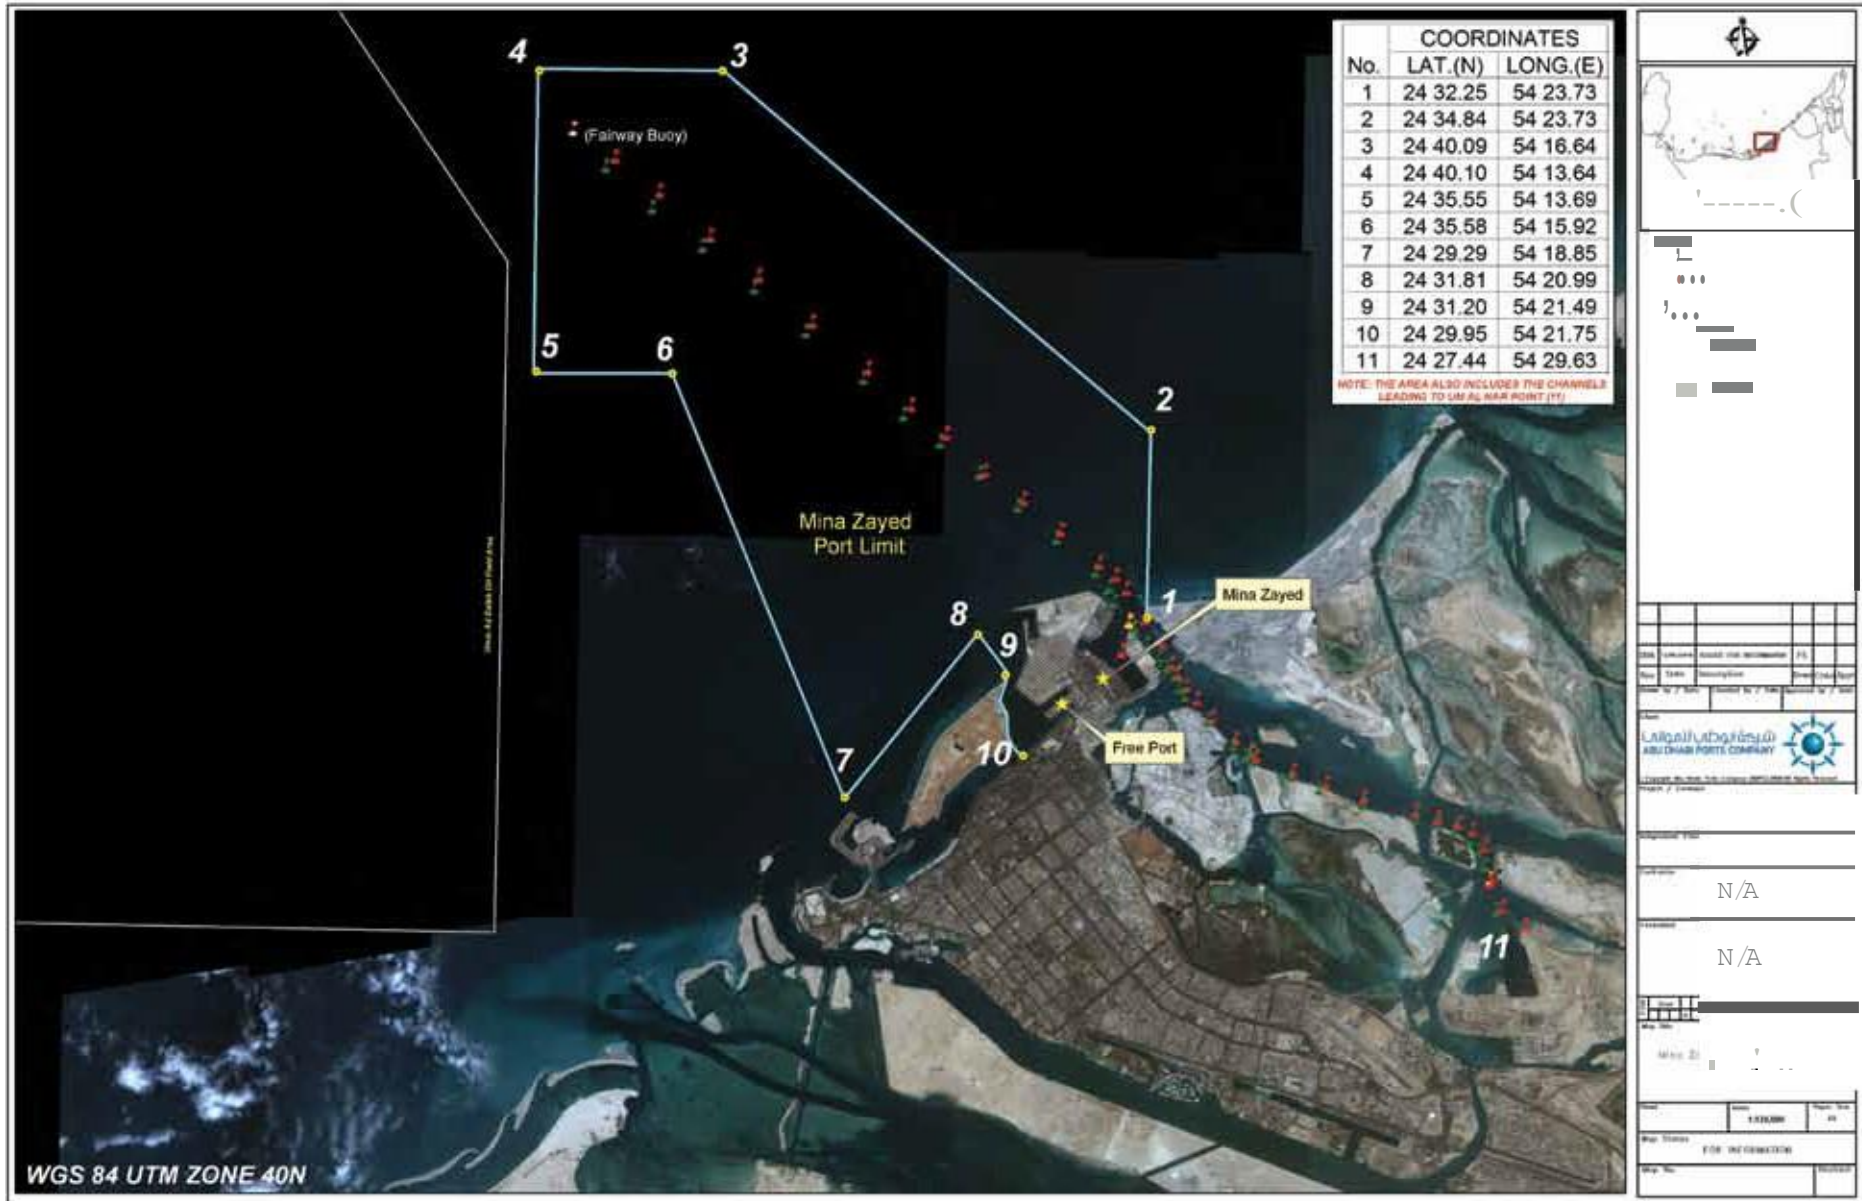 4
3
(Fairway Buoy)
5
6
2
Mina Zayed
Port Limit
8
9
1
Mina Zayed
7
10
Free Port
11
WGS 84 UTM ZONE 40N
COORDINATES
No. LAT.(N) LONG.(E)
1 24 32.25 54 23.73
2 24 34.84 54 23.73
3 24 40.09 54 16.64
4 24 40.10 54 13.64
5 24 35.55 54 13.69
6 24 35.58 54 15.92
7 24 29.29 54 18.85
8 24 31.81 54 20.99
9 24 31.20 54 21.49
10 24 29.95 54 21.75
11 24 27.44 54 29.63
NOTE: THE AREA ALSO INCLUDES THE CHANNELS
LEADING TO UM AL NAR POINT (11)
شركة أبوظبي للموانئ
ABU DHABI PORTS COMPANY
N/A
N/A
FOR INFORMATION